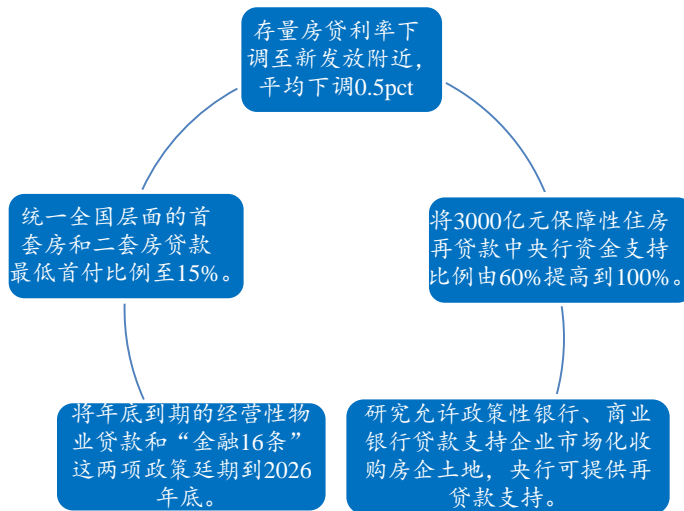 存量房贷利率下
调至新发放附近，
平均下调0.5pct
统一全国层面的首
套房和二套房贷款
最低首付比例至15%。
将3000亿元保障性住房
再贷款中央行资金支持
比例由60%提高到100%。
将年底到期的经营性物
业贷款和“金融16条”
这两项政策延期到2026
年底。
研究允许政策性银行、商业
银行贷款支持企业市场化收
购房企土地，央行可提供再
贷款支持。